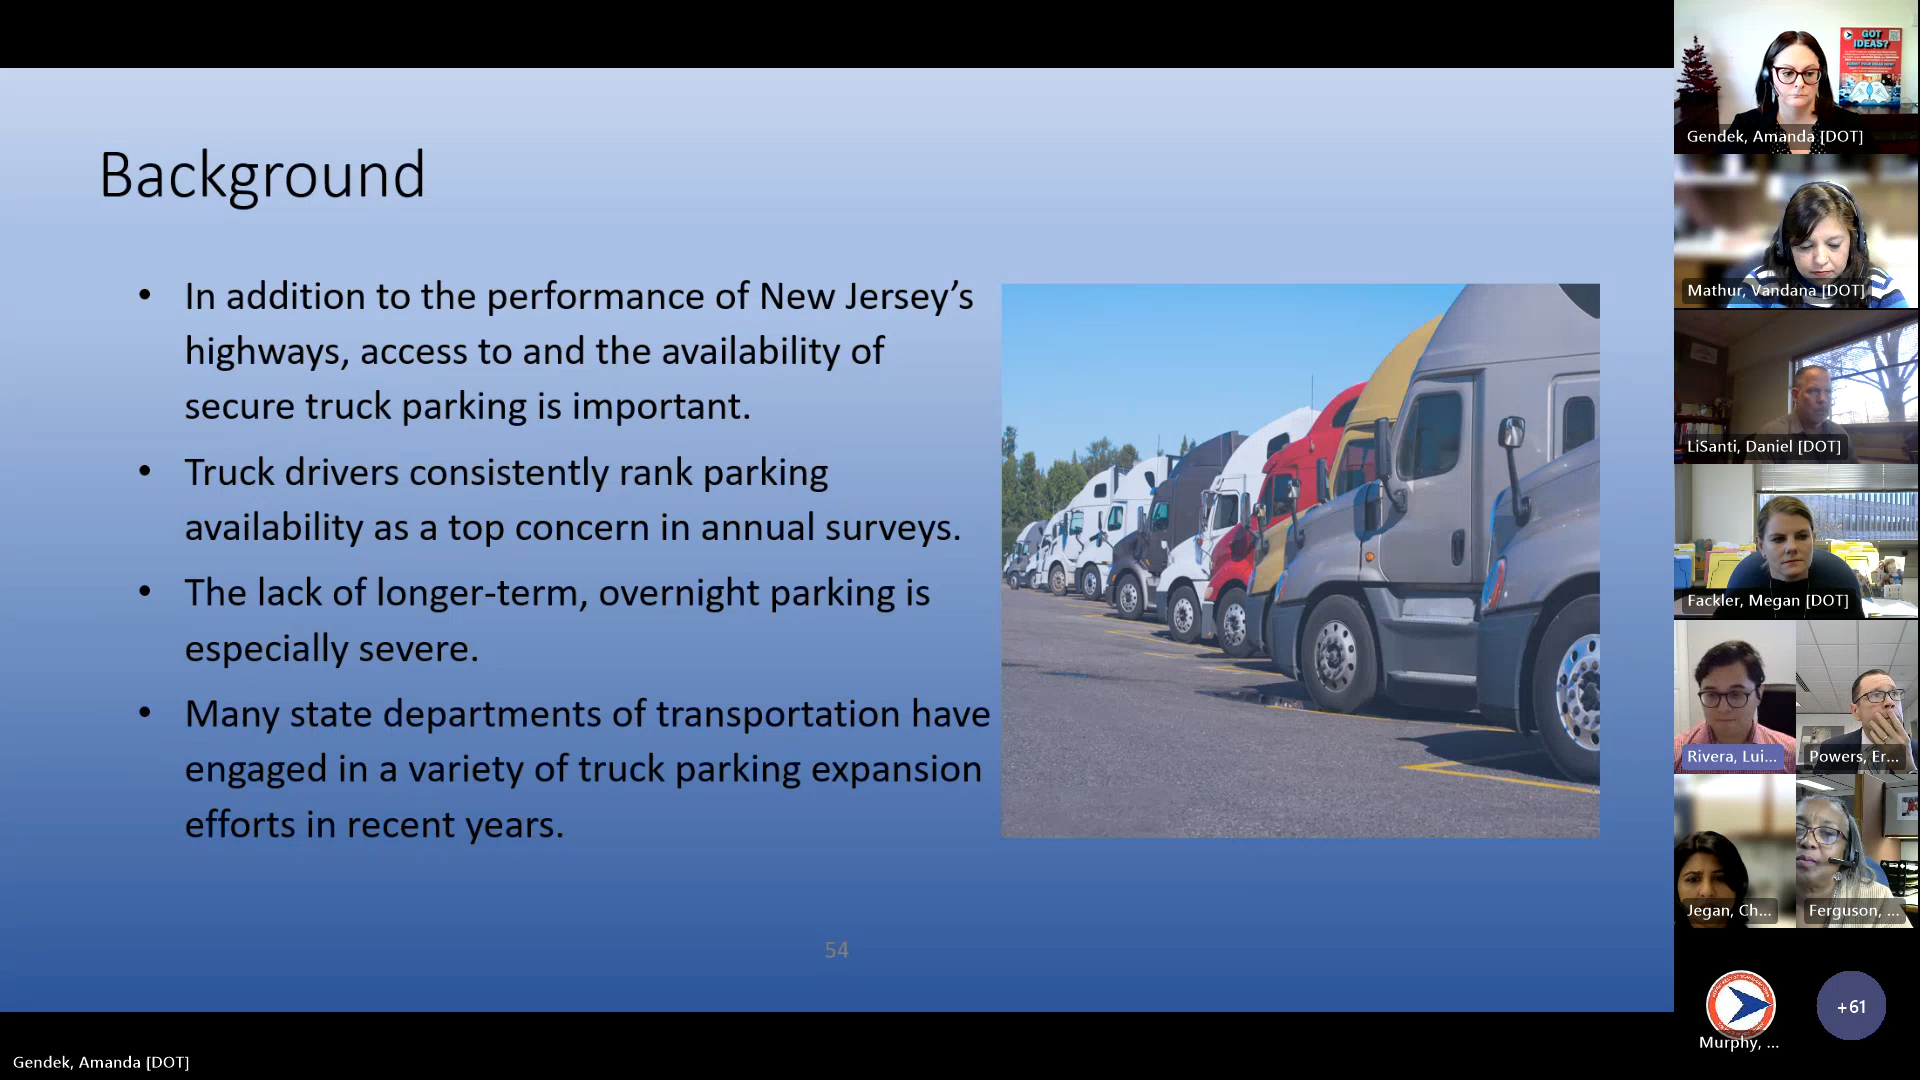 Background
• In addition to the performance of New Jersey’s
highways, access to and the availability of
secure truck parking is important.
• Truck drivers consistently rank parking
availability as a top concern in annual surveys.
• The lack of longer-term, overnight parking is
especially severe.
• Many state departments of transportation have
engaged in a variety of truck parking expansion
efforts in recent years.
54
Gendek, Amanda [DOT]
GOT
IDEAS?
Gendek, Amanda [DOT]
Mathur, Vandana [DOT]
LiSanti, Daniel [DOT]
Fackler, Megan [DOT]
Rivera, Lui...
Powers, Er...
Jegan, Ch...
Ferguson, ...
Murphy, ...
+61